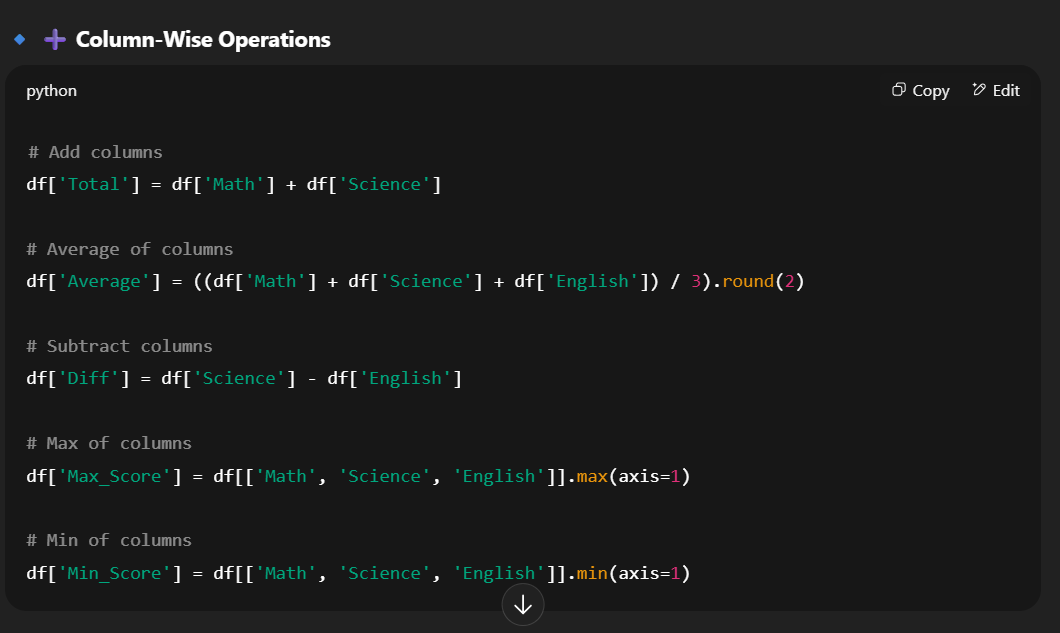 Column-Wise Operations
python
Copy
Edit
# Add columns
df['Total'] = df['Math'] + df['Science']
# Average of columns
df['Average'] = ((df['Math'] + df['Science'] + df['English']) / 3).round(2)
# Subtract columns
df['Diff'] = df['Science'] - df['English']
# Max of columns
df['Max_Score'] = df[['Math', 'Science', 'English']].max(axis=1)
# Min of columns
df['Min_Score'] = df[['Math', 'Science', 'English']].min(axis=1)